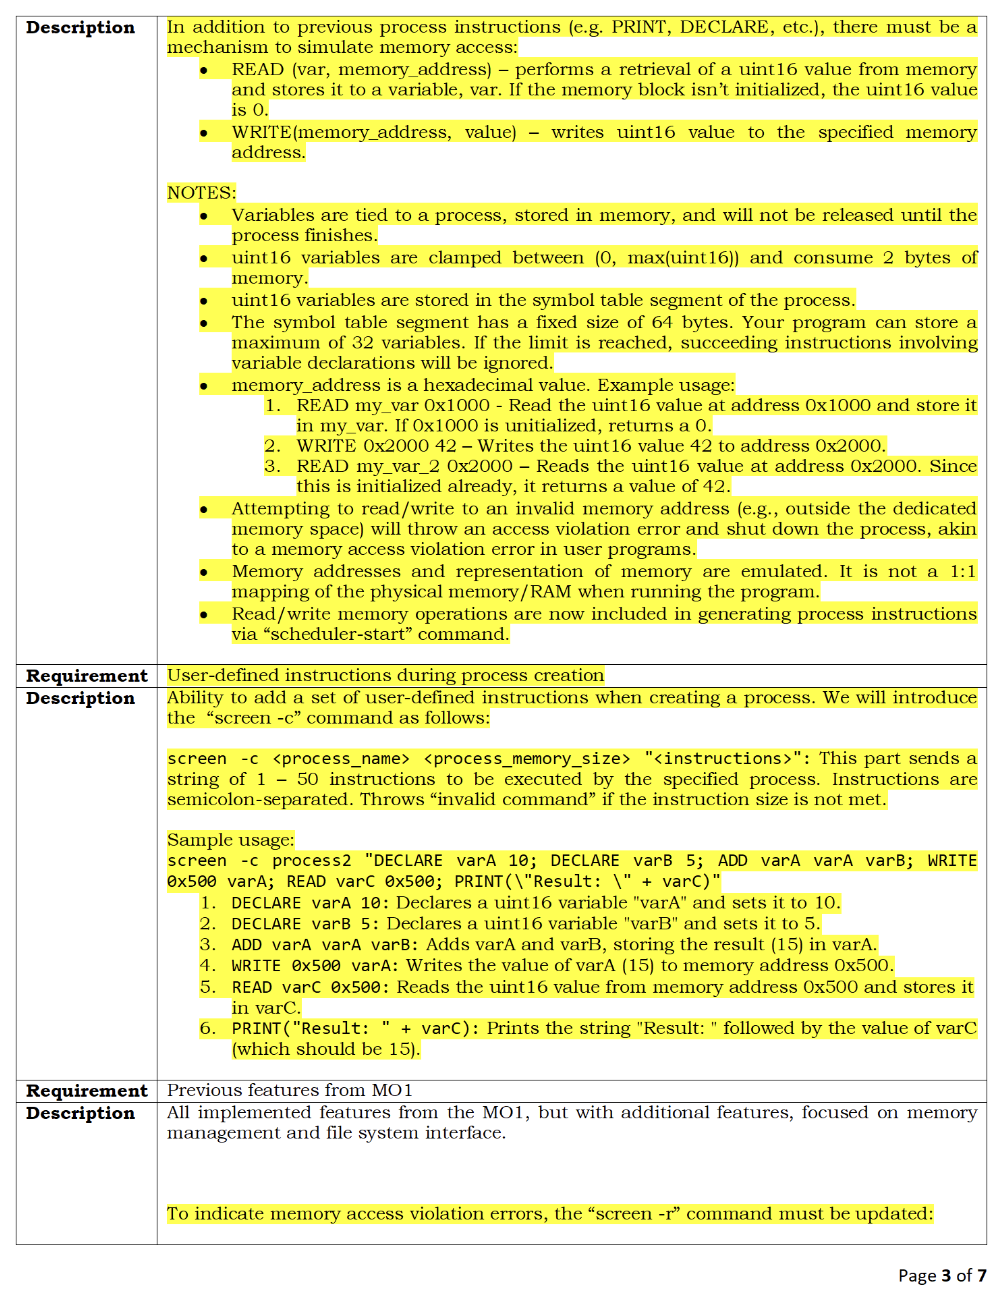 Description
In addition to previous process instructions (e.g. PRINT, DECLARE, etc.), there must be a
mechanism to simulate memory access:
• READ (var, memory_address) – performs a retrieval of a uint16 value from memory
and stores it to a variable, var. If the memory block isn’t initialized, the uint16 value
is 0.
• WRITE(memory_address, value) – writes uint16 value to the specified memory
address.
NOTES:
• Variables are tied to a process, stored in memory, and will not be released until the
process finishes.
• uint16 variables are clamped between (0, max(uint16)) and consume 2 bytes of
memory.
• uint16 variables are stored in the symbol table segment of the process.
• The symbol table segment has a fixed size of 64 bytes. Your program can store a
maximum of 32 variables. If the limit is reached, succeeding instructions involving
variable declarations will be ignored.
• memory_address is a hexadecimal value. Example usage:
1. READ my_var 0x1000 - Read the uint16 value at address 0x1000 and store it
in my_var. If 0x1000 is unitialized, returns a 0.
2. WRITE 0x2000 42 – Writes the uint16 value 42 to address 0x2000.
3. READ my_var_2 0x2000 – Reads the uint16 value at address 0x2000. Since
this is initialized already, it returns a value of 42.
• Attempting to read/write to an invalid memory address (e.g., outside the dedicated
memory space) will throw an access violation error and shut down the process, akin
to a memory access violation error in user programs.
• Memory addresses and representation of memory are emulated. It is not a 1:1
mapping of the physical memory/RAM when running the program.
• Read/write memory operations are now included in generating process instructions
via “scheduler-start” command.
Requirement
User-defined instructions during process creation
Description
Ability to add a set of user-defined instructions when creating a process. We will introduce
the “screen -c” command as follows:
screen -c <process_name> <process_memory_size> "<instructions>": This part sends a
string of 1 – 50 instructions to be executed by the specified process. Instructions are
semicolon-separated. Throws “invalid command” if the instruction size is not met.
Sample usage:
screen -c process2 "DECLARE varA 10; DECLARE varB 5; ADD varA varA varB; WRITE
0x500 varA; READ varC 0x500; PRINT(\"Result: \" + varC)"
1. DECLARE varA 10: Declares a uint16 variable "varA" and sets it to 10.
2. DECLARE varB 5: Declares a uint16 variable "varB" and sets it to 5.
3. ADD varA varA varB: Adds varA and varB, storing the result (15) in varA.
4. WRITE 0x500 varA: Writes the value of varA (15) to memory address 0x500.
5. READ varC 0x500: Reads the uint16 value from memory address 0x500 and stores it
in varC.
6. PRINT("Result: " + varC): Prints the string "Result: " followed by the value of varC
(which should be 15).
Requirement
Previous features from MO1
Description
All implemented features from the MO1, but with additional features, focused on memory
management and file system interface.
To indicate memory access violation errors, the “screen -r” command must be updated:
Page 3 of 7